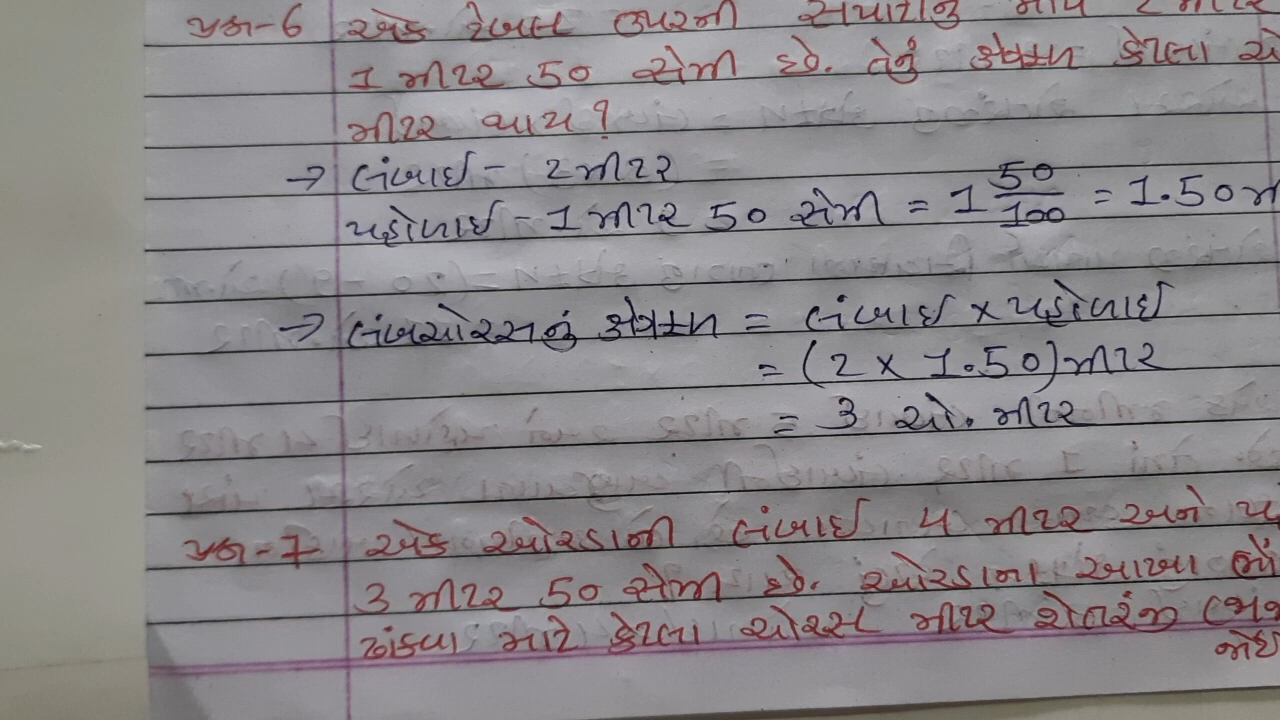 પ્રશ્ન-6 એક ટેબલ ઉપરની સપાટીનું માપ 2 મીટર
1 મીટર 50 સેમી છે. તેનું ક્ષેત્રફળ કેટલા ચો
મીટર થાય?
→ લંબાઈ - 2 મીટર
પહોળાઈ - 1 મીટર 50 સેમી = 1 50/100 = 1.50 મ
→ લંબચોરસનું ક્ષેત્રફળ = લંબાઈ × પહોળાઈ
= (2 × 1.50) મીટર
= 3 ચો. મીટર
પ્રશ્ન-7 એક ઓરડાની લંબાઈ 4 મીટર અને પ
3 મીટર 50 સેમી છે. ઓરડાના આખા ભોં
ઢાંકવા માટે કેટલા ચોરસ મીટર શેતરંજી
જોઈ